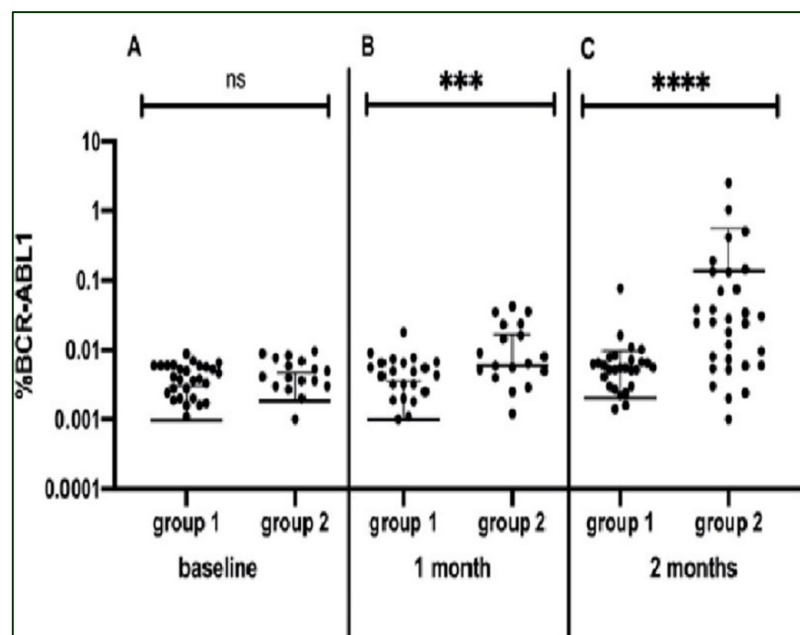 A B C
ns *** ****
10
1
0.1
0.01
0.001
0.0001
%BCR-ABL1
group 1 group 2 group 1 group 2 group 1 group 2
baseline 1 month 2 months